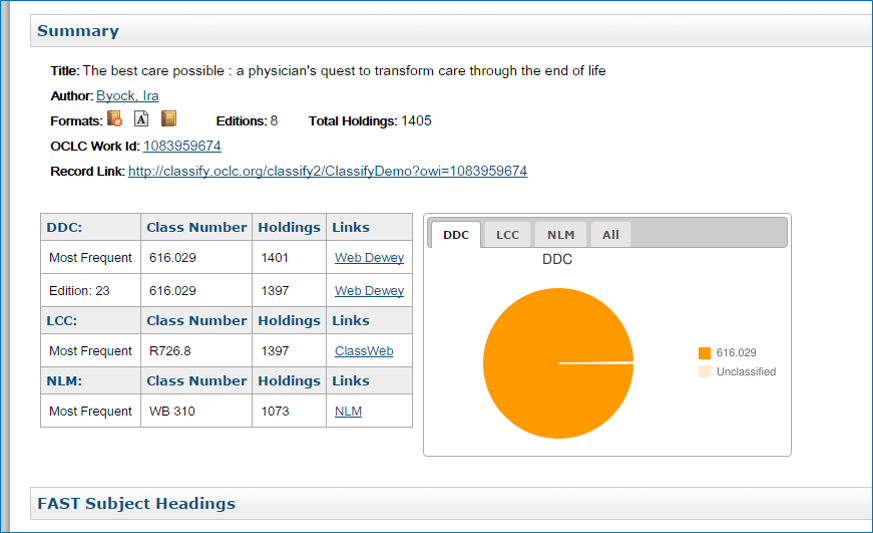 Summary
Title: The best care possible : a physician's quest to transform care through the end of life
Author: Byock, Ira
Formats: A Editions: 8 Total Holdings: 1405
OCLC Work Id: 1083959674
Record Link: http://classify.oclc.org/classify2/ClassifyDemo?owi=1083959674
DDC: Class Number Holdings Links
Most Frequent 616.029 1401 Web Dewey
Edition: 23 616.029 1397 Web Dewey
LCC: Class Number Holdings Links
Most Frequent R726.8 1397 ClassWeb
NLM: Class Number Holdings Links
Most Frequent WB 310 1073 NLM
DDC LCC NLM All
DDC
616.029
Unclassified
FAST Subject Headings